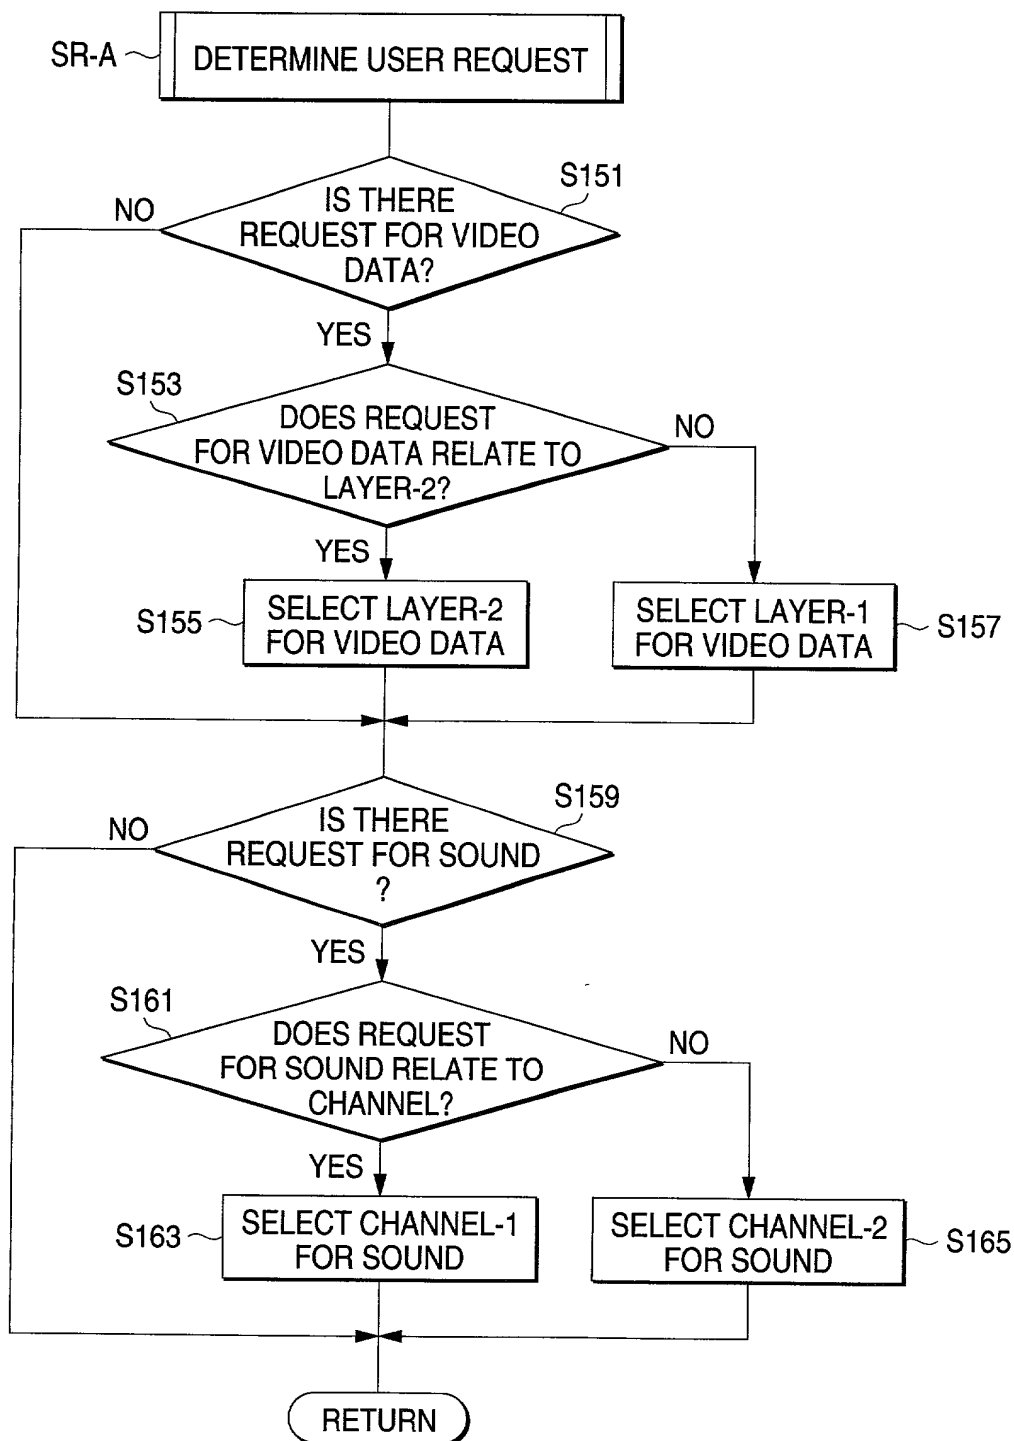 SR-A
DETERMINE USER REQUEST
S151
IS THERE
REQUEST FOR VIDEO
DATA?
NO
YES
S153
DOES REQUEST
FOR VIDEO DATA RELATE TO
LAYER-2?
NO
YES
S155
SELECT LAYER-2
FOR VIDEO DATA
SELECT LAYER-1
FOR VIDEO DATA
S157
S159
IS THERE
REQUEST FOR SOUND
?
NO
YES
S161
DOES REQUEST
FOR SOUND RELATE TO
CHANNEL?
NO
YES
S163
SELECT CHANNEL-1
FOR SOUND
SELECT CHANNEL-2
FOR SOUND
S165
RETURN